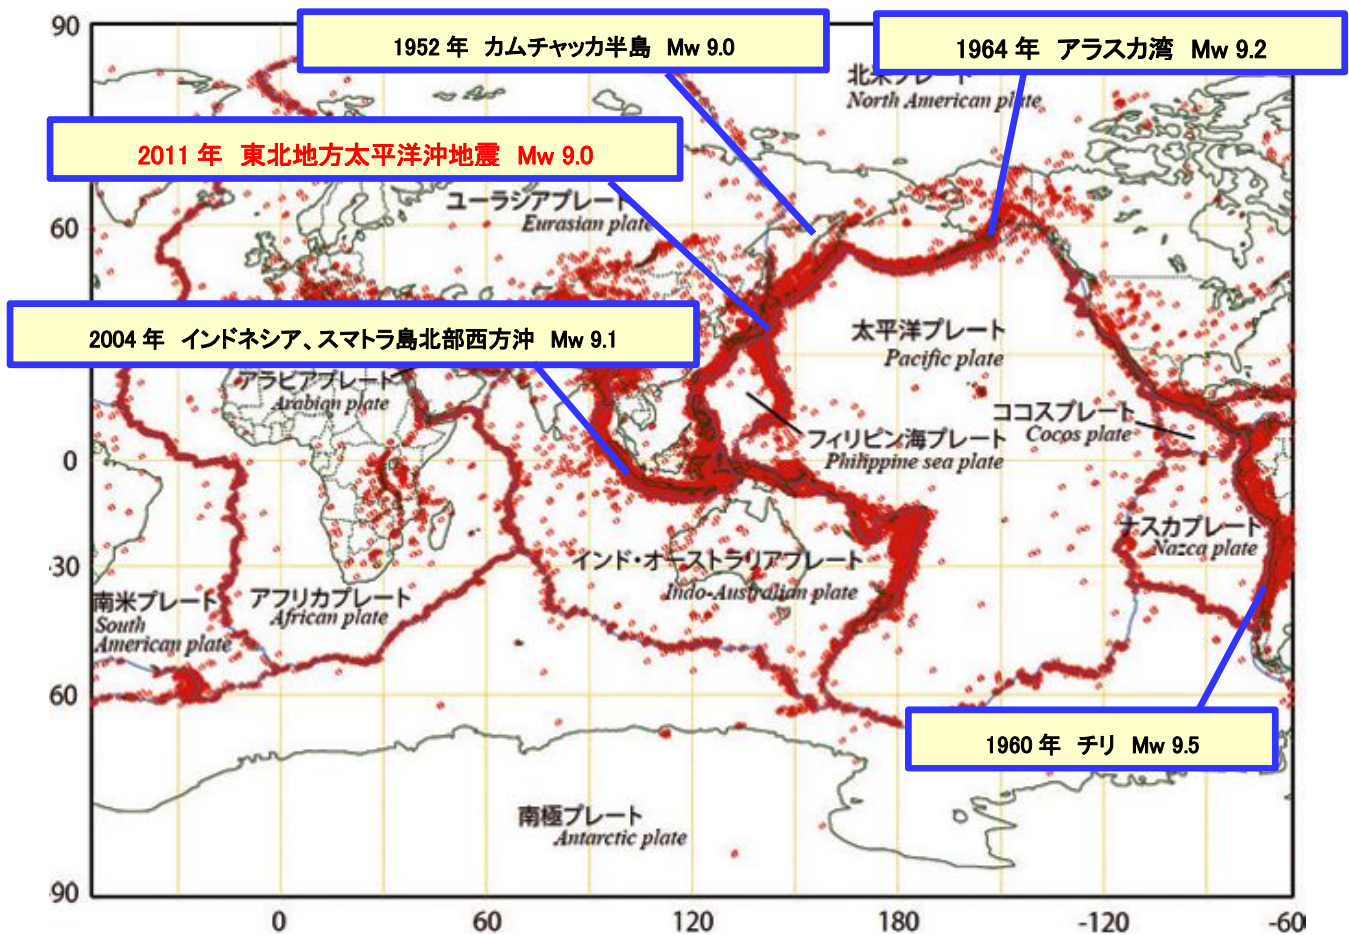 90
1952 年 カムチャッカ半島 Mw 9.0
1964 年 アラスカ湾 Mw 9.2
北米プレート
North American plate
2011 年 東北地方太平洋沖地震 Mw 9.0
ユーラシアプレート
Eurasian plate
60
2004 年 インドネシア、スマトラ島北部西方沖 Mw 9.1
太平洋プレート
Pacific plate
アラビアプレート
Arabian plate
ココスプレート
Cocos plate
フィリピン海プレート
Philippine sea plate
0
ナスカプレート
Nazca plate
インド・オーストラリアプレート
Indo-Australian plate
-30
南米プレート
South
American plate
アフリカプレート
African plate
60
1960 年 チリ Mw 9.5
南極プレート
Antarctic plate
90
0
60
120
180
-120
-60